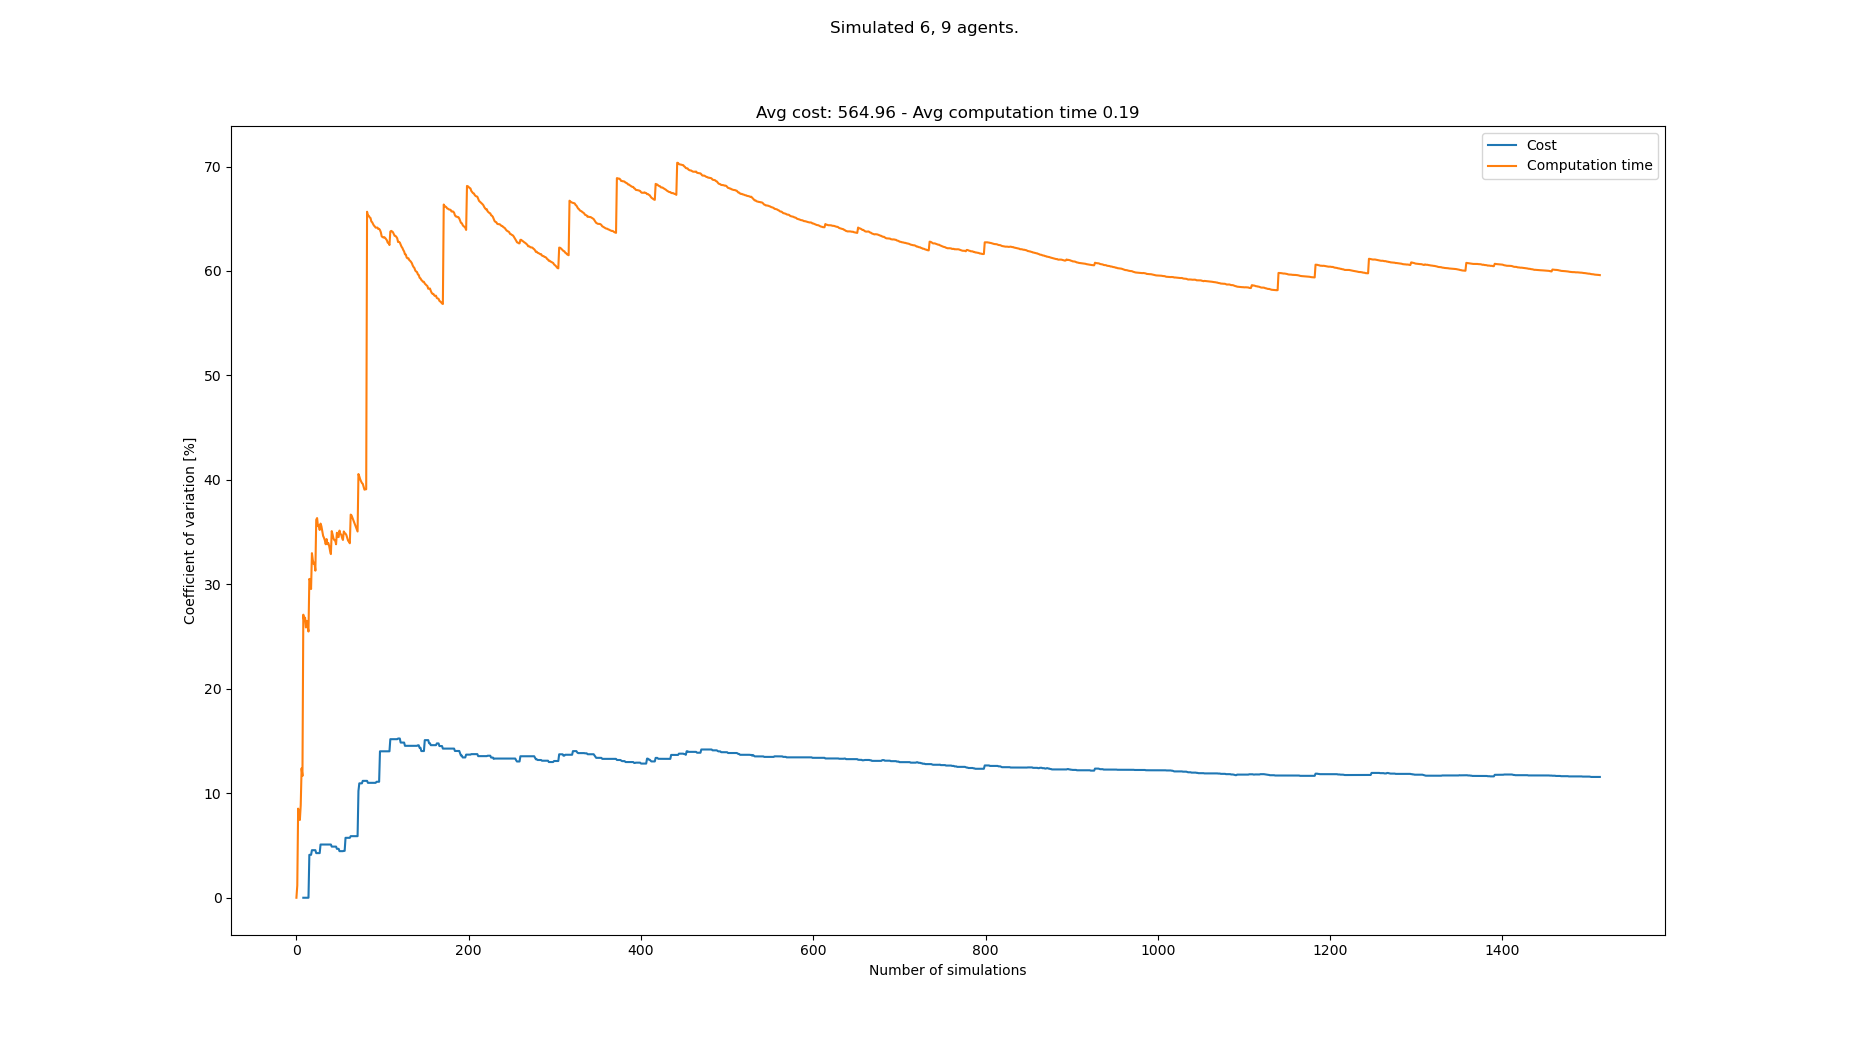 Simulated 6, 9 agents.
Avg cost: 564.96 - Avg computation time 0.19
Cost
Computation time
70
60
50
40
30
20
10
0
Coefficient of variation [%]
0 200 400 600 800 1000 1200 1400
Number of simulations